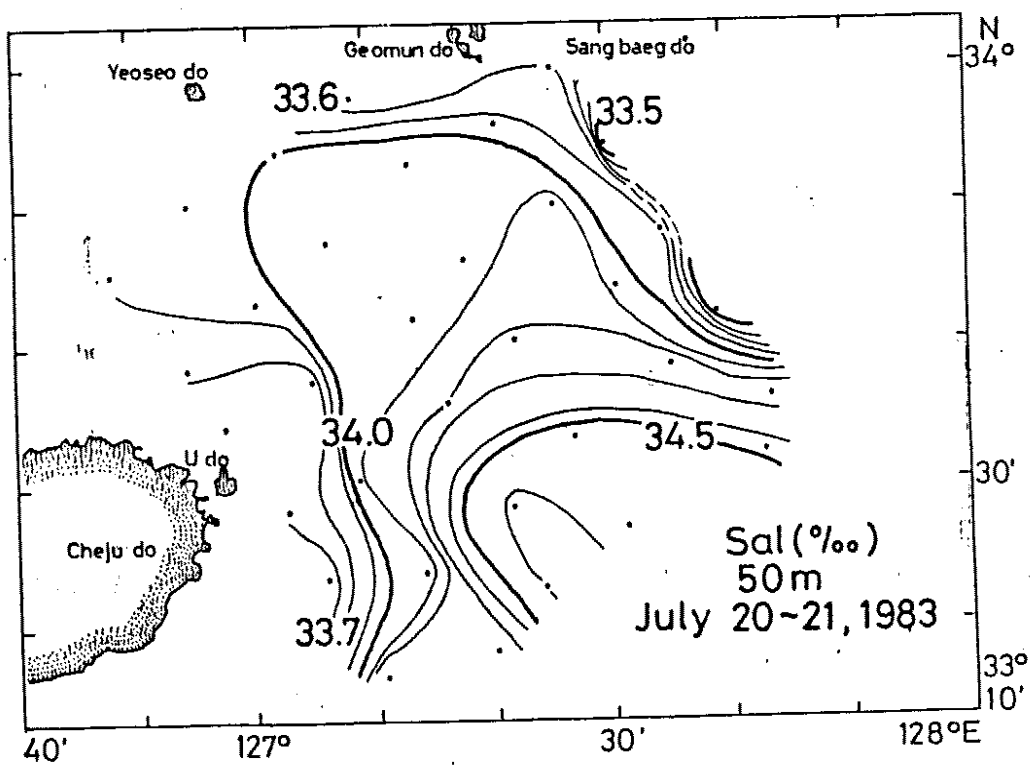 N
Geomun do
Sang baeg do
34°
Yeoseo do
33.6
33.5
34.0
34.5
30'
U do
Cheju do
Sal (‰)
50m
July 20~21, 1983
33.7
33°
10'
40'
127°
30'
128°E